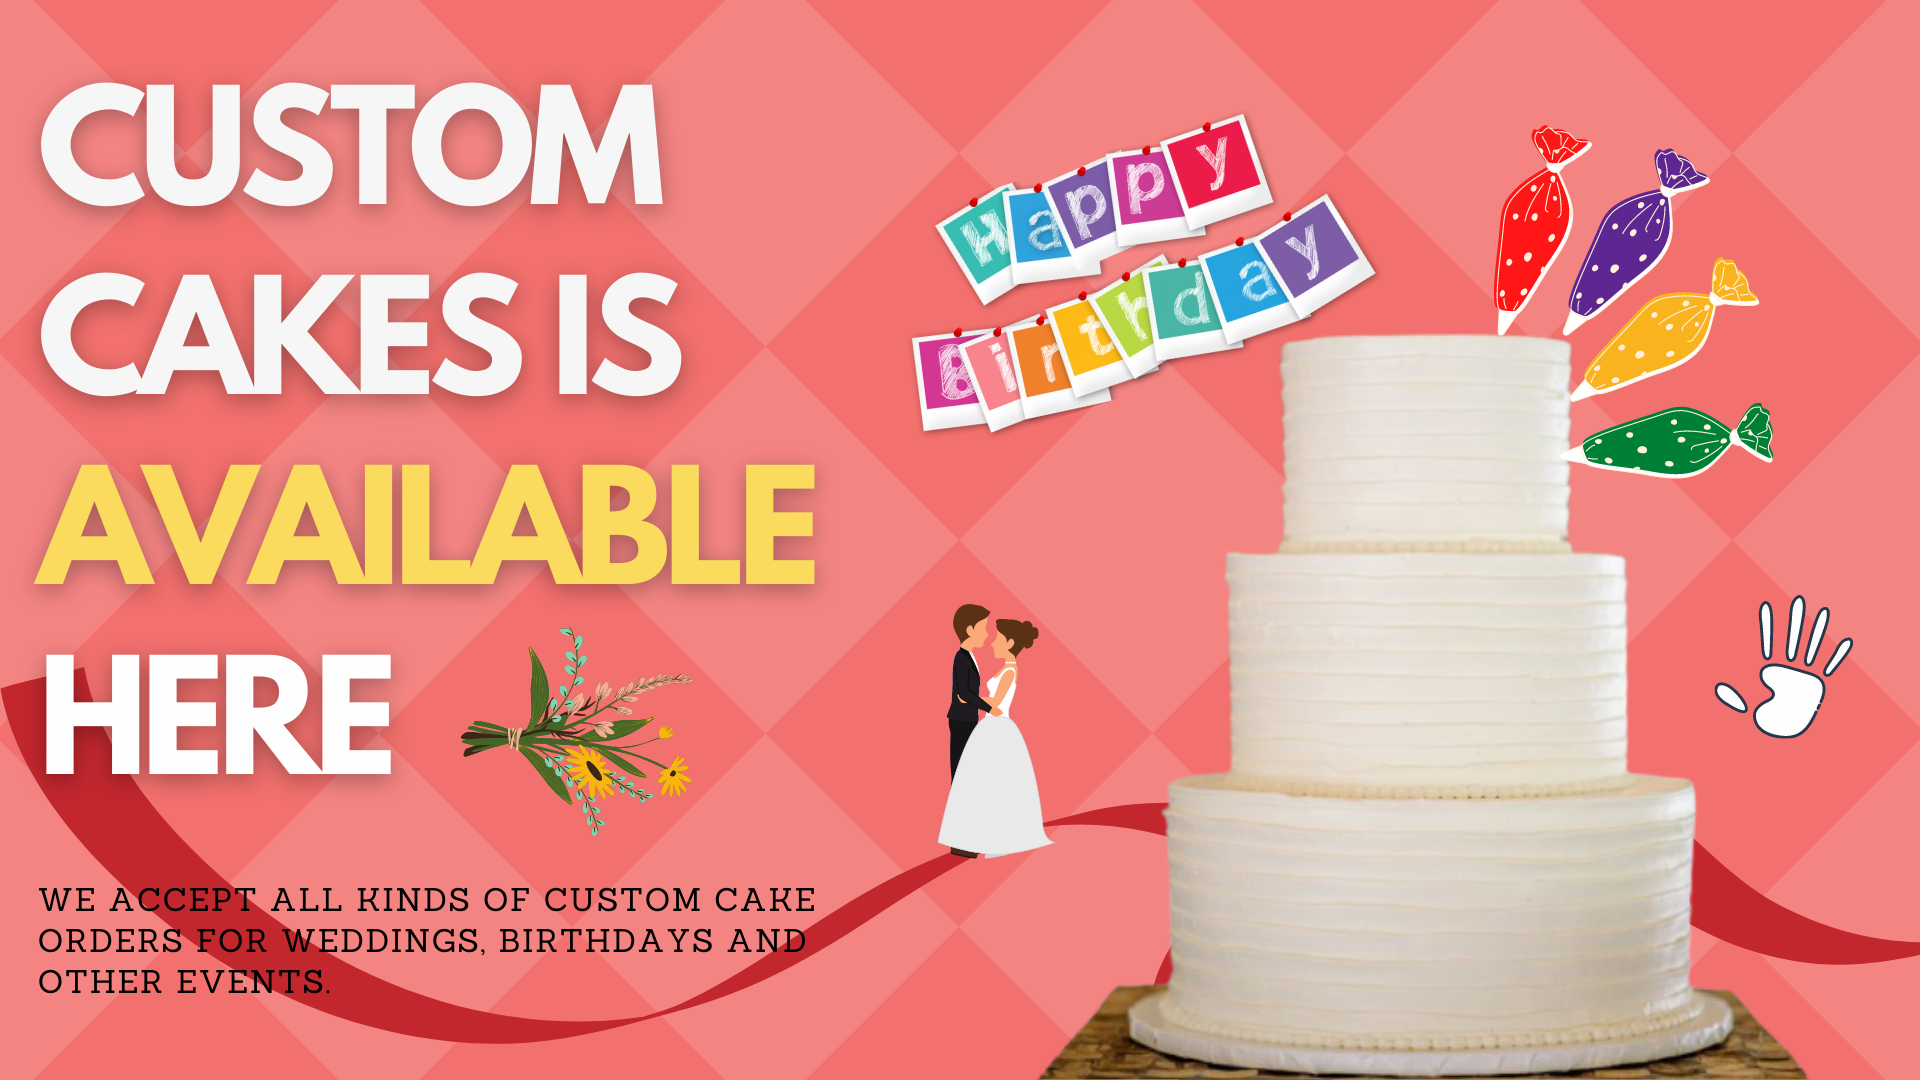 CUSTOM
CAKES IS
AVAILABLE
HERE
WE ACCEPT ALL KINDS OF CUSTOM CAKE
ORDERS FOR WEDDINGS, BIRTHDAYS AND
OTHER EVENTS.
Happy
Birthday